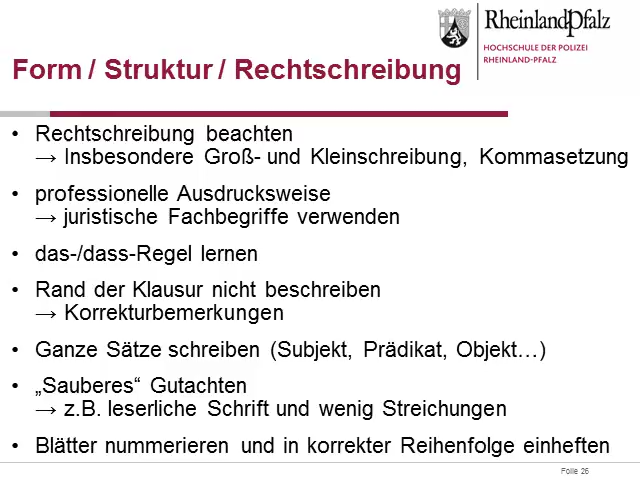 RheinlandPfalz
HOCHSCHULE DER POLIZEI
RHEINLAND-PFALZ
Form / Struktur / Rechtschreibung
• Rechtschreibung beachten
→ Insbesondere Groß- und Kleinschreibung, Kommasetzung
• professionelle Ausdrucksweise
→ juristische Fachbegriffe verwenden
• das-/dass-Regel lernen
• Rand der Klausur nicht beschreiben
→ Korrekturbemerkungen
• Ganze Sätze schreiben (Subjekt, Prädikat, Objekt…)
• „Sauberes“ Gutachten
→ z.B. leserliche Schrift und wenig Streichungen
• Blätter nummerieren und in korrekter Reihenfolge einheften
Folie 26